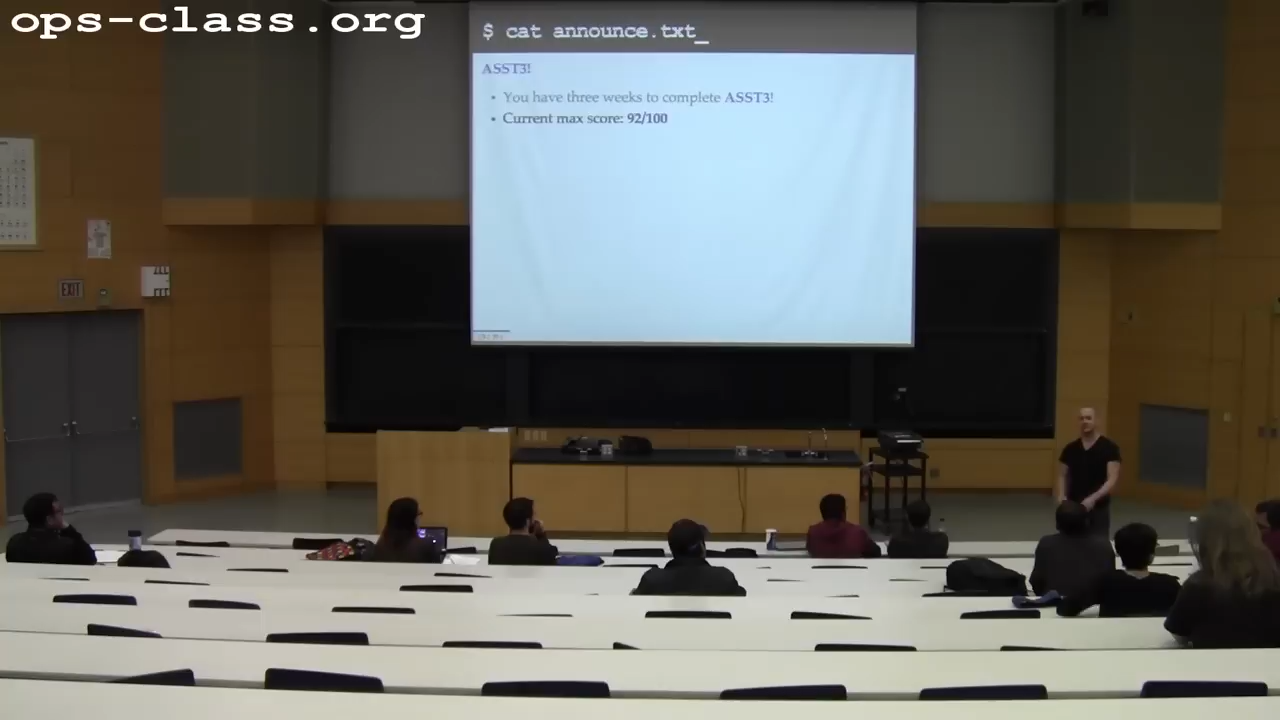 ops-class.org
$ cat announce.txt_
ASST3!
• You have three weeks to complete ASST3!
• Current max score: 92/100
EXIT